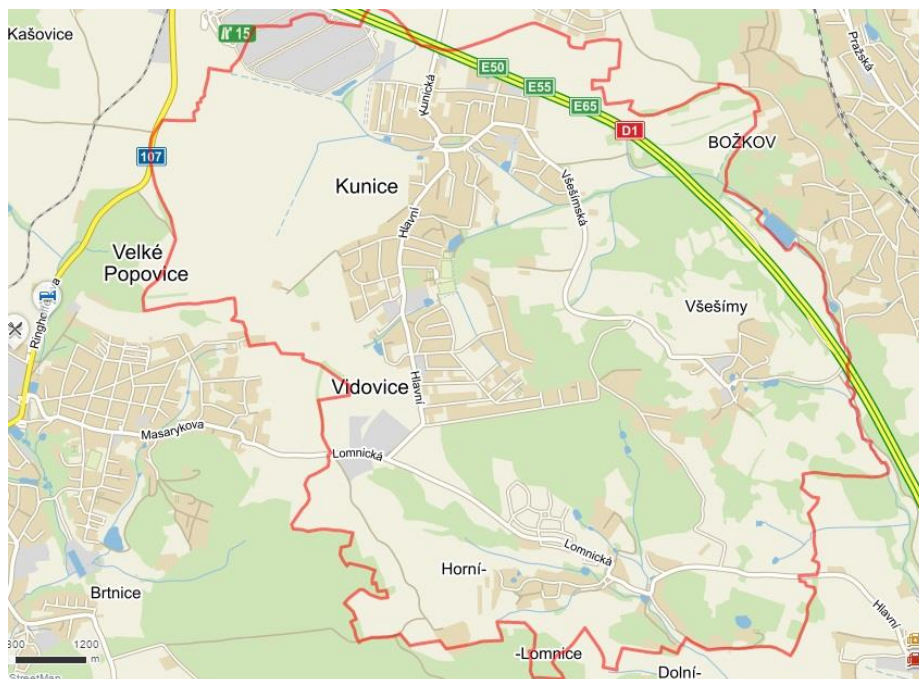 Kašovice
15
Kunická
E50
E55
E65
D1
Pražská
BOŽKOV
107
Kunice
Hlavní
Všešímská
Velké
Popovice
Všešímy
Vidovice
Hlavní
Masarykova
Lomnická
Lomnická
Horní-
Brtnice
Hlavní
-Lomnice
Dolní-
1200
m
StreetMap